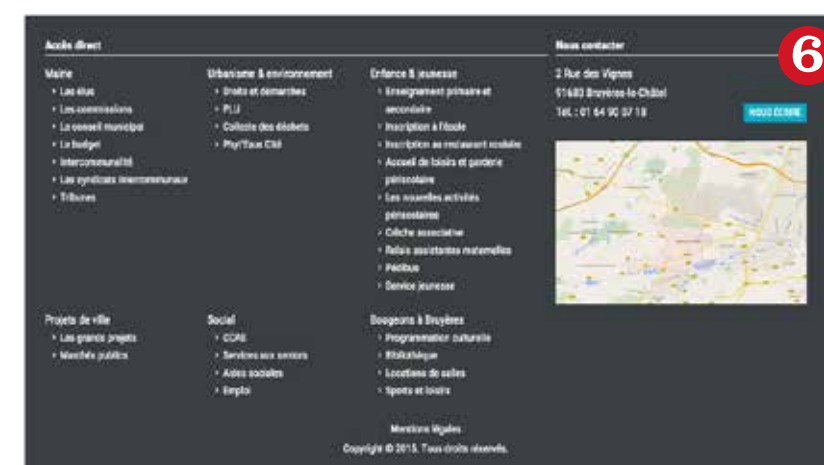 Accès direct
Mairie
Les élus
Les commissions
Le conseil municipal
Le budget
Intercommunalité
Les syndicats intercommunaux
Tribunes
Urbanisme & environnement
Droits et démarches
PLU
Collecte des déchets
Phyt'Eaux Cité
Enfance & jeunesse
Enseignement primaire et
secondaire
Inscription à l'école
Inscription au restaurant scolaire
Accueil de loisirs et garderie
périscolaire
Les nouvelles activités
périscolaires
Crèche associative
Relais assistantes maternelles
Pédibus
Service jeunesse
Nous contacter
6
2 Rue des Vignes
91680 Bruyères-le-Châtel
Tél. : 01 64 90 07 18
NOUS ÉCRIRE
Projets de ville
Les grands projets
Marchés publics
Social
CCAS
Services aux seniors
Aides sociales
Emploi
Bougeons à Bruyères
Programmation culturelle
Bibliothèque
Locations de salles
Sports et loisirs
Mentions légales
Copyright © 2015. Tous droits réservés.